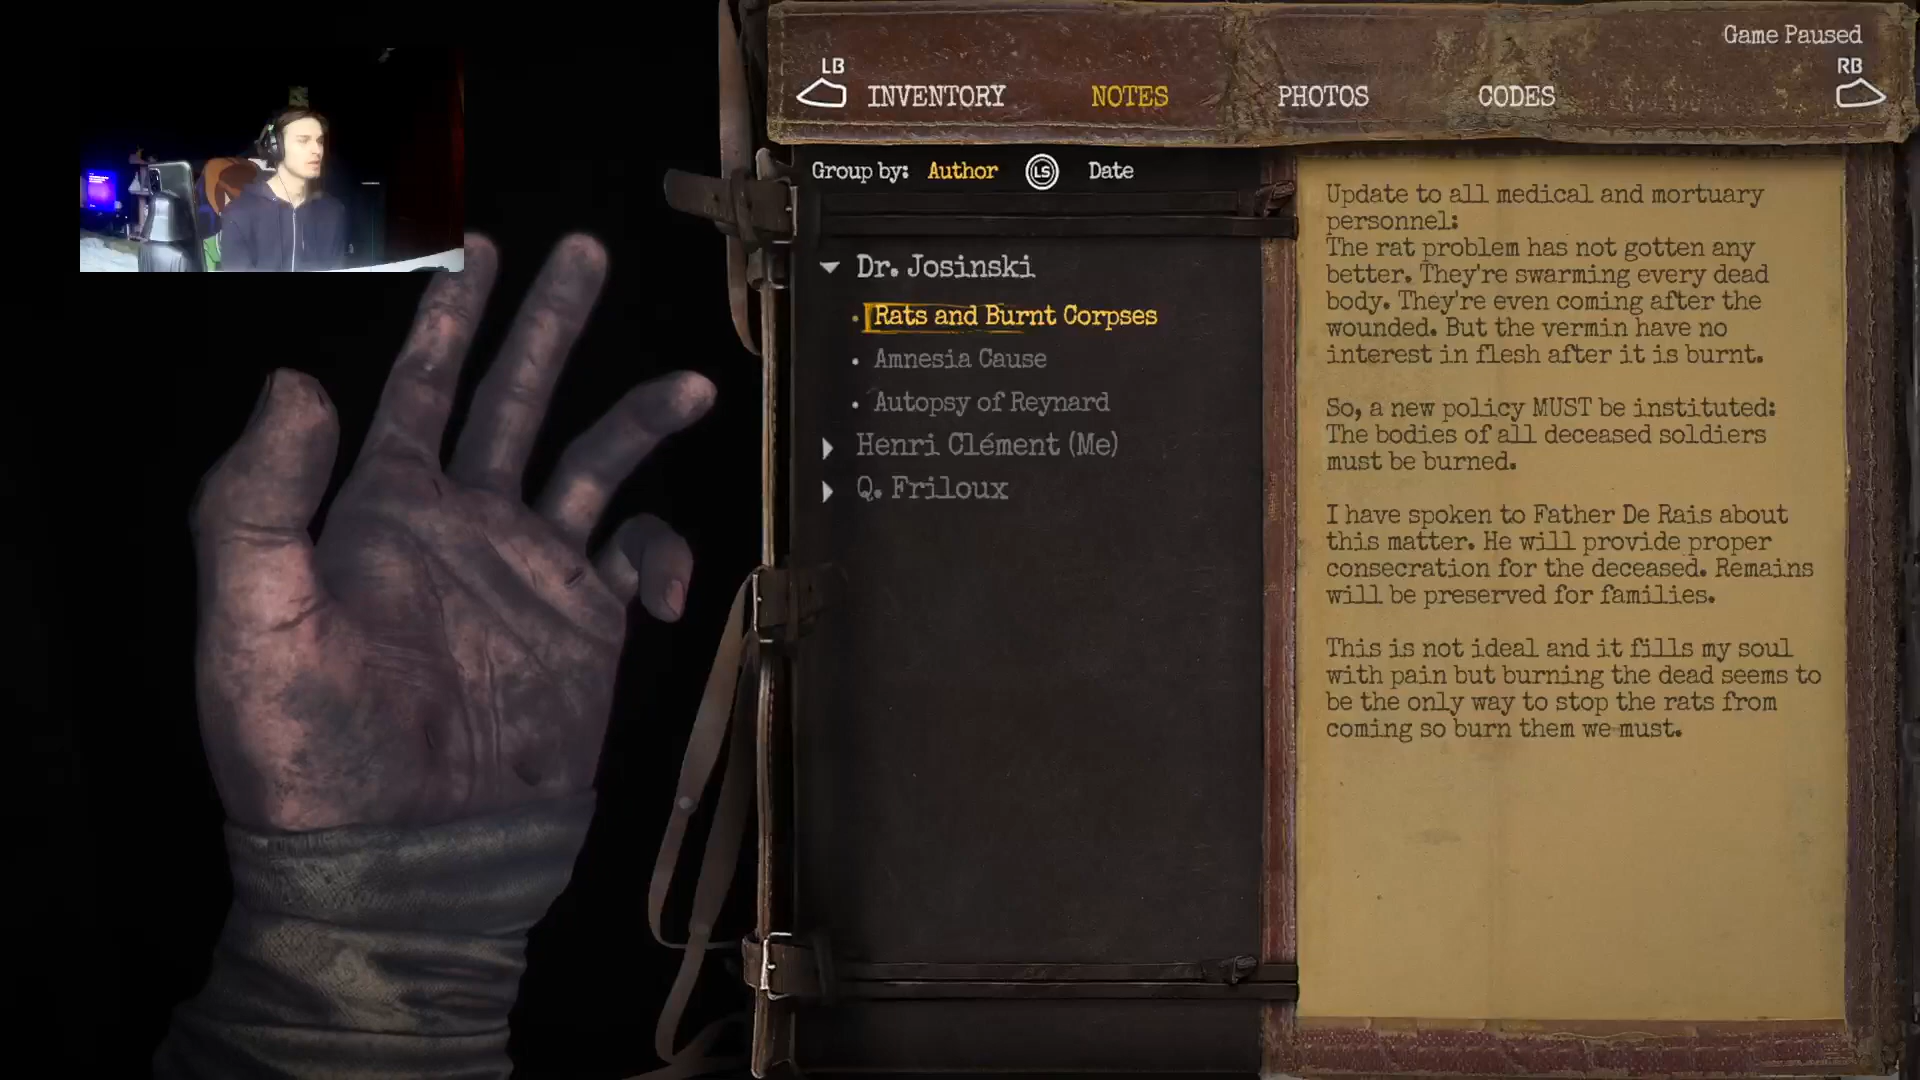 Game Paused
LB
RB
INVENTORY
NOTES
PHOTOS
CODES
Group by: Author LS Date
Dr. Josinski
Rats and Burnt Corpses
Amnesia Cause
Autopsy of Reynard
Henri Clément (Me)
Q. Friloux
Update to all medical and mortuary
personnel:
The rat problem has not gotten any
better. They're swarming every dead
body. They're even coming after the
wounded. But the vermin have no
interest in flesh after it is burnt.
So, a new policy MUST be instituted:
The bodies of all deceased soldiers
must be burned.
I have spoken to Father De Rais about
this matter. He will provide proper
consecration for the deceased. Remains
will be preserved for families.
This is not ideal and it fills my soul
with pain but burning the dead seems to
be the only way to stop the rats from
coming so burn them we must.